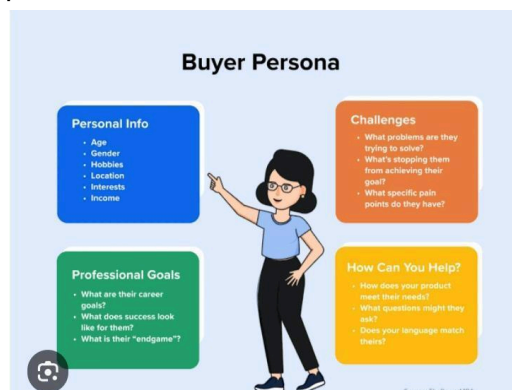 Buyer Persona
Personal Info
• Age
• Gender
• Hobbies
• Location
• Interests
• Income
Challenges
• What problems are they
trying to solve?
• What's stopping them
from achieving their
goal?
• What specific pain
points do they have?
Professional Goals
• What are their career
goals?
• What does success look
like for them?
• What is their “endgame”?
How Can You Help?
• How does your product
meet their needs?
• What questions might they
ask?
• Does your language match
theirs?